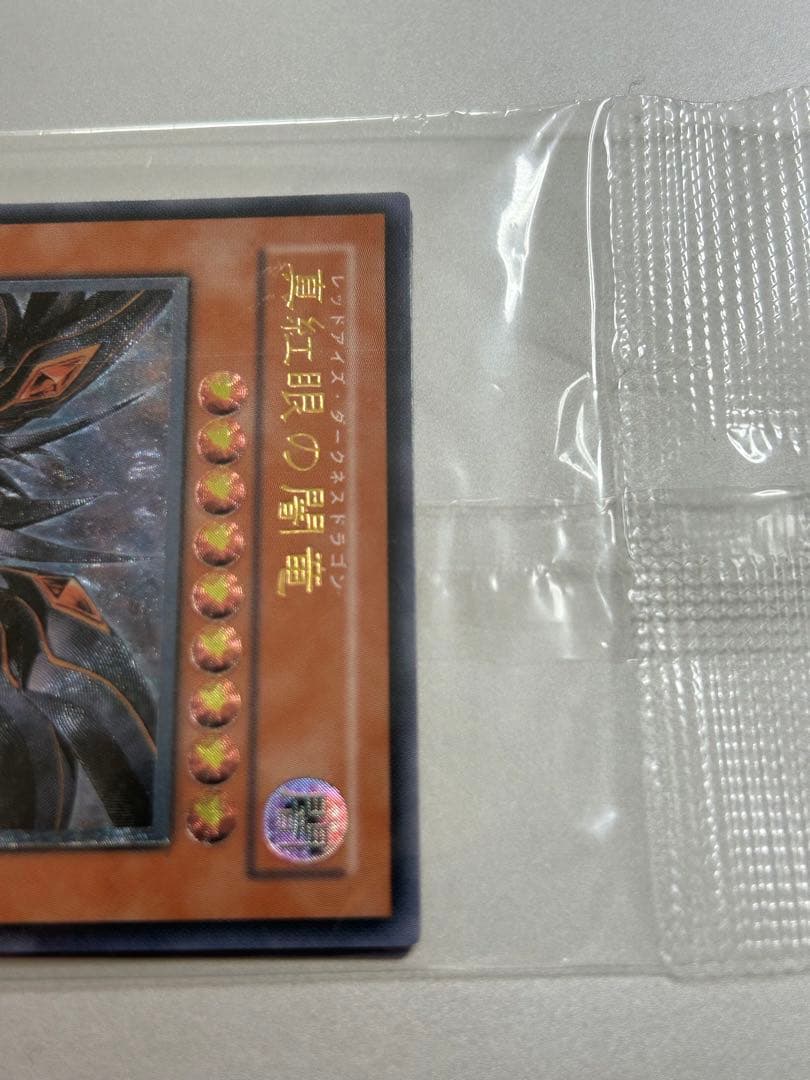 レッドアイズ・ダークネスドラゴン
真紅眼の闇竜
闇